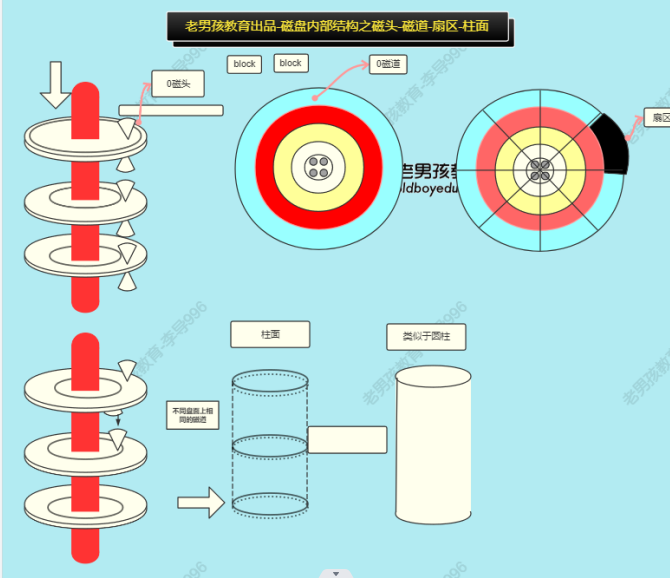 老男孩教育出品-磁盘内部结构之磁头-磁道-扇区-柱面
block
block
0磁道
0磁头
扇区
老男孩教
oldboyedu
柱面
类似于圆柱
不同盘面上相
同的磁道
老男孩教育-李导996
老男孩教育-李导996